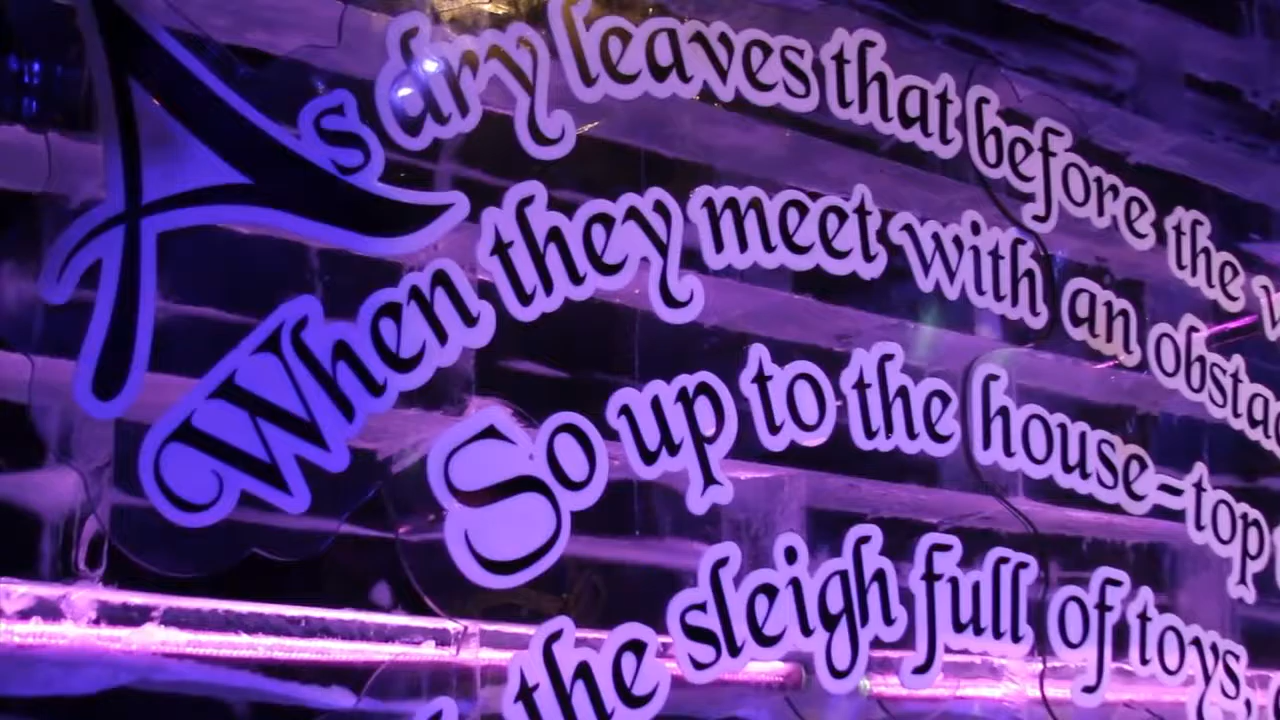 As dry leaves that before the
When they meet with an obsta
So up to the house-top
the sleigh full of toys,